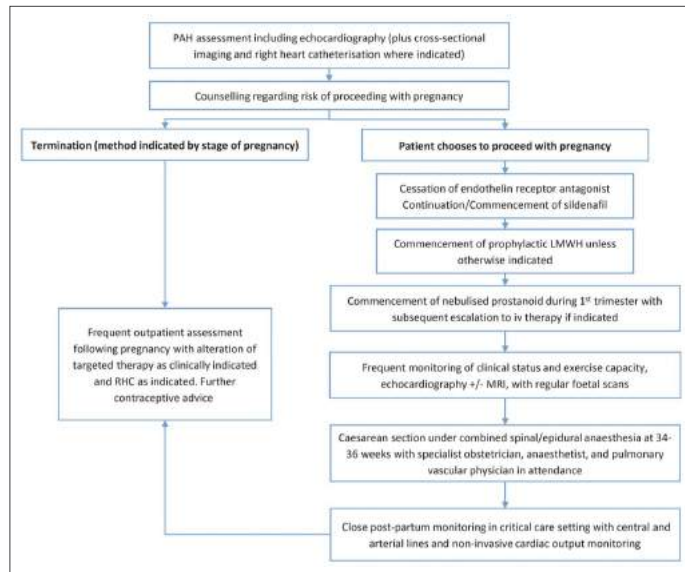 PAH assessment including echocardiography (plus cross-sectional
imaging and right heart catheterisation where indicated)
Counselling regarding risk of proceeding with pregnancy
Termination (method indicated by stage of pregnancy)
Patient chooses to proceed with pregnancy
Cessation of endothelin receptor antagonist
Continuation/Commencement of sildenafil
Commencement of prophylactic LMWH unless
otherwise indicated
Commencement of nebulised prostanoid during 1st trimester with
subsequent escalation to iv therapy if indicated
Frequent outpatient assessment
following pregnancy with alteration of
targeted therapy as clinically indicated
and RHC as indicated. Further
contraceptive advice
Frequent monitoring of clinical status and exercise capacity,
echocardiography +/- MRI, with regular foetal scans
Caesarean section under combined spinal/epidural anaesthesia at 34-
36 weeks with specialist obstetrician, anaesthetist, and pulmonary
vascular physician in attendance
Close post-partum monitoring in critical care setting with central and
arterial lines and non-invasive cardiac output monitoring